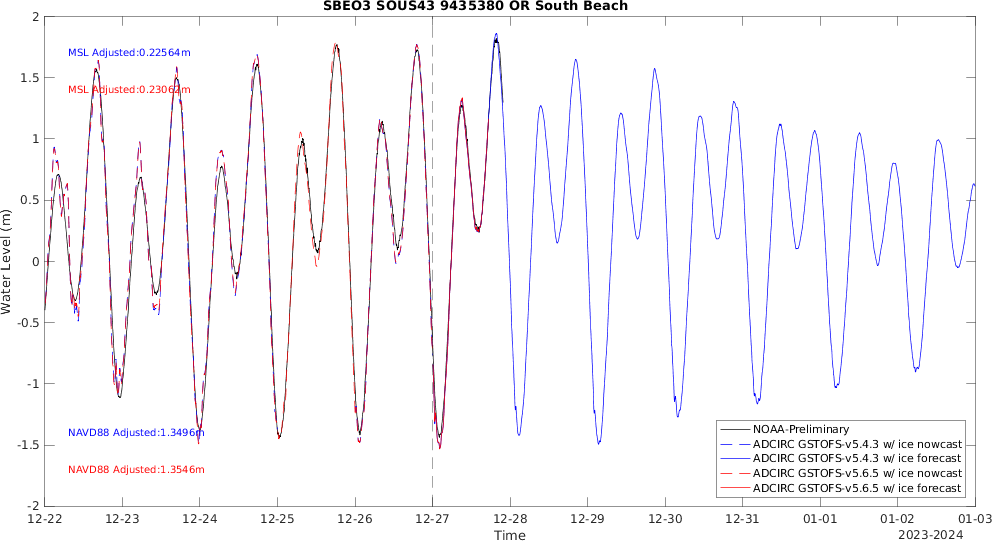 SBEO3 SOUS43 9435380 OR South Beach
MSL Adjusted:0.22564m
MSL Adjusted:0.23062m
NAVD88 Adjusted:1.3496m
NAVD88 Adjusted:1.3546m
Water Level (m)
2
1.5
1
0.5
0
-0.5
-1
-1.5
-2
NOAA-Preliminary
ADCIRC GSTOFS-v5.4.3 w/ ice nowcast
ADCIRC GSTOFS-v5.4.3 w/ ice forecast
ADCIRC GSTOFS-v5.6.5 w/ ice nowcast
ADCIRC GSTOFS-v5.6.5 w/ ice forecast
12-22 12-23 12-24 12-25 12-26 12-27 12-28 12-29 12-30 12-31 01-01 01-02 01-03
Time
2023-2024